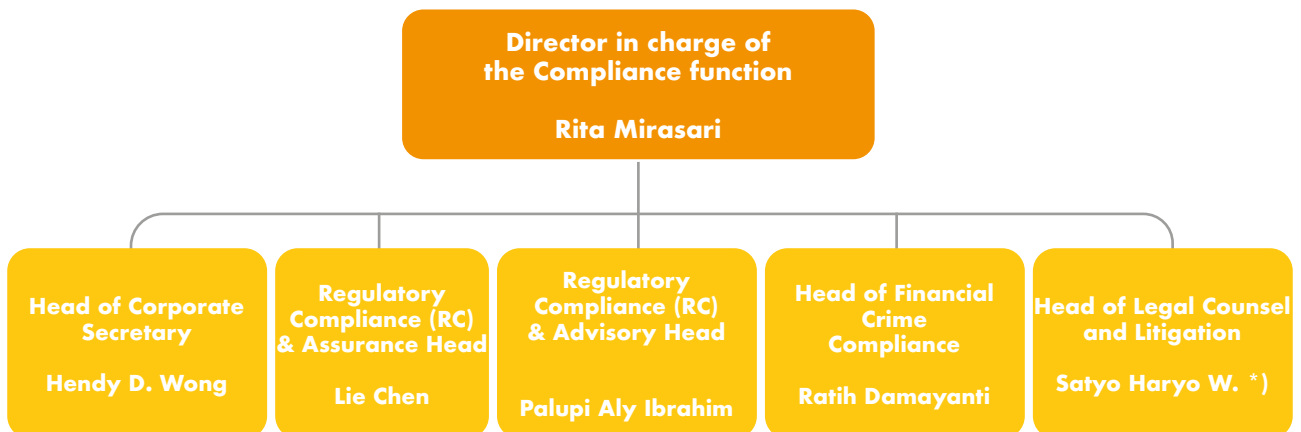 Director in charge of
the Compliance function
Rita Mirasari
Head of Corporate
Secretary
Hendy D. Wong
Regulatory
Compliance (RC)
& Assurance Head
Lie Chen
Regulatory
Compliance (RC)
& Advisory Head
Palupi Aly Ibrahim
Head of Financial
Crime
Compliance
Ratih Damayanti
Head of Legal Counsel
and Litigation
Satyo Haryo W. *)